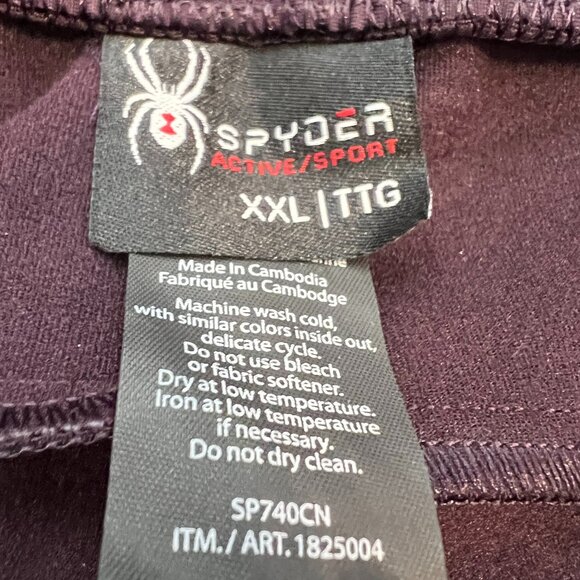 SPYDER
ACTIVE/SPORT
XXL | TTG
Made In Cambodia
Fabriqué au Cambodge
Machine wash cold,
with similar colors inside out,
delicate cycle.
Do not use bleach
or fabric softener.
Dry at low temperature.
Iron at low temperature
if necessary.
Do not dry clean.
SP740CN
ITM./ ART. 1825004